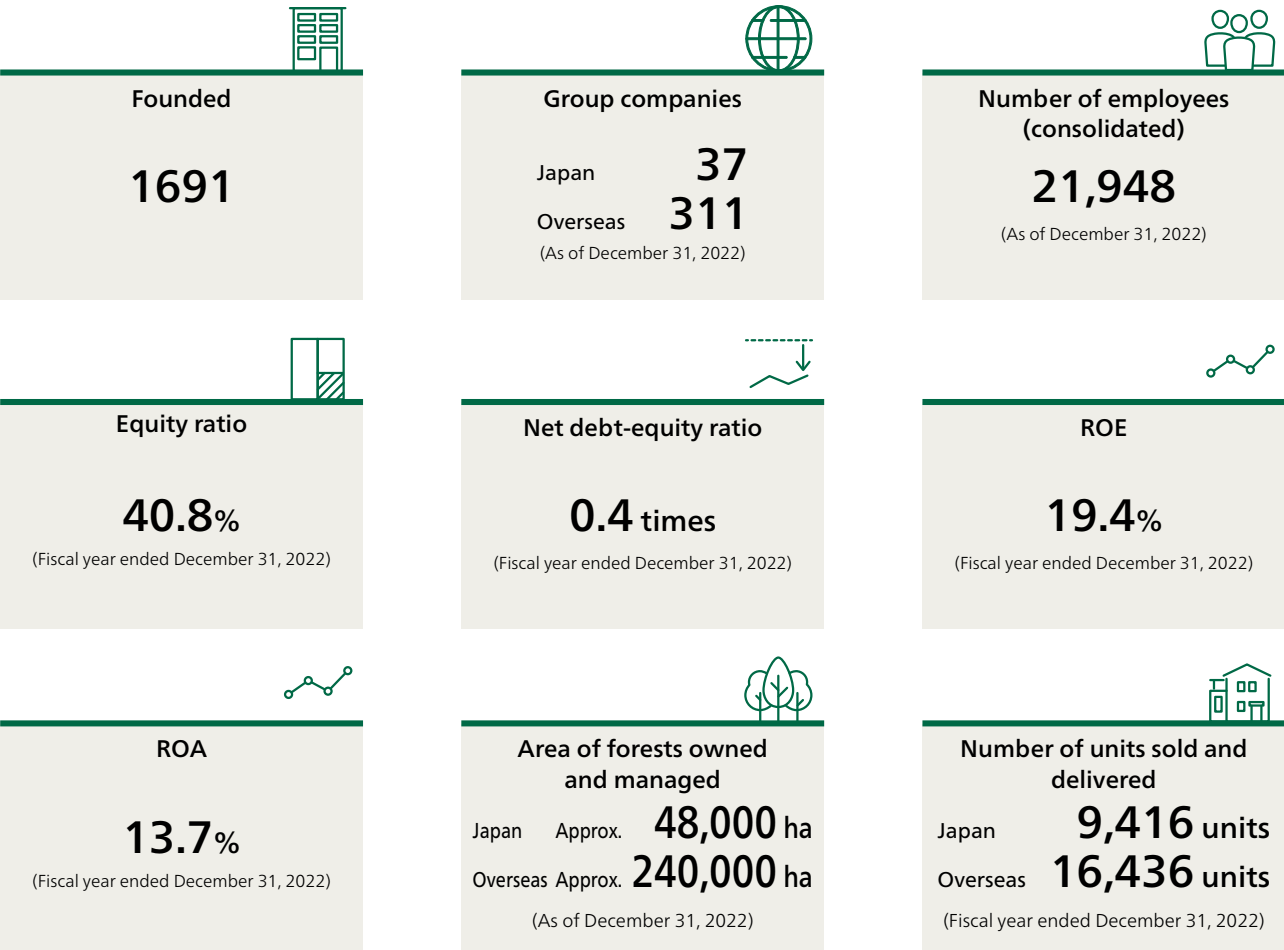 Founded
1691
Group companies
Japan 37
Overseas 311
(As of December 31, 2022)
Number of employees
(consolidated)
21,948
(As of December 31, 2022)
Equity ratio
40.8%
(Fiscal year ended December 31, 2022)
Net debt-equity ratio
0.4 times
(Fiscal year ended December 31, 2022)
ROE
19.4%
(Fiscal year ended December 31, 2022)
ROA
13.7%
(Fiscal year ended December 31, 2022)
Area of forests owned
and managed
Japan Approx. 48,000 ha
Overseas Approx. 240,000 ha
(As of December 31, 2022)
Number of units sold and
delivered
Japan 9,416 units
Overseas 16,436 units
(Fiscal year ended December 31, 2022)